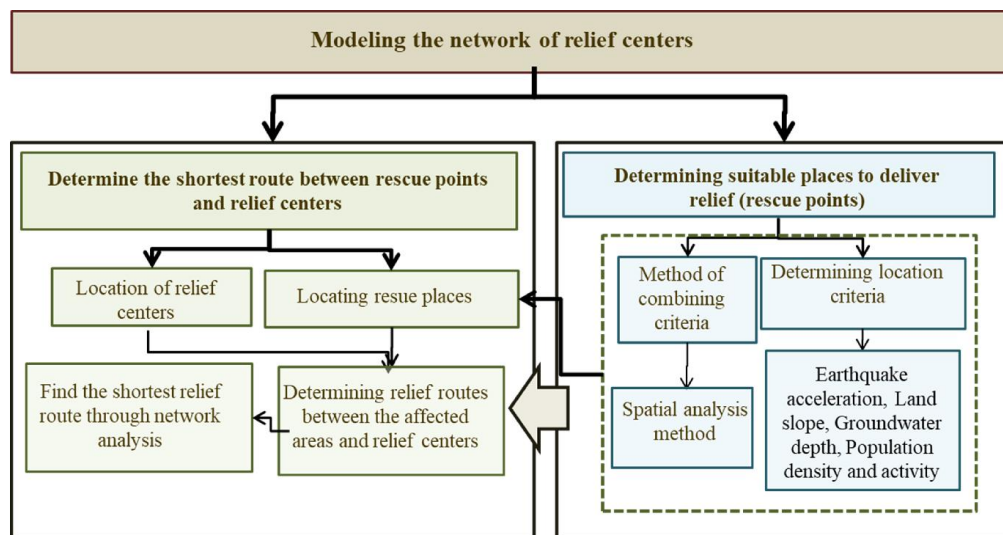 Modeling the network of relief centers
Determine the shortest route between rescue points
and relief centers
Location of relief
centers
Locating resue places
Find the shortest relief
route through network
analysis
Determining relief routes
between the affected
areas and relief centers
Determining suitable places to deliver
relief (rescue points)
Method of
combining
criteria
Determining location
criteria
Spatial analysis
method
Earthquake
acceleration, Land
slope, Groundwater
depth, Population
density and activity